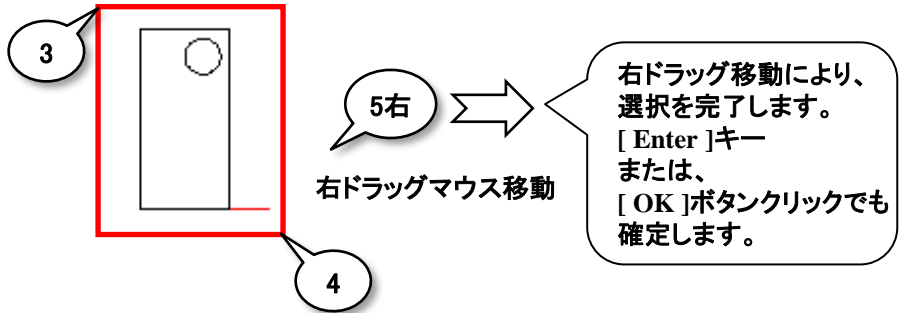 3
4
5右
右ドラッグマウス移動
右ドラッグ移動により、
選択を完了します。
[ Enter ]キー
または、
[ OK ]ボタンクリックでも
確定します。